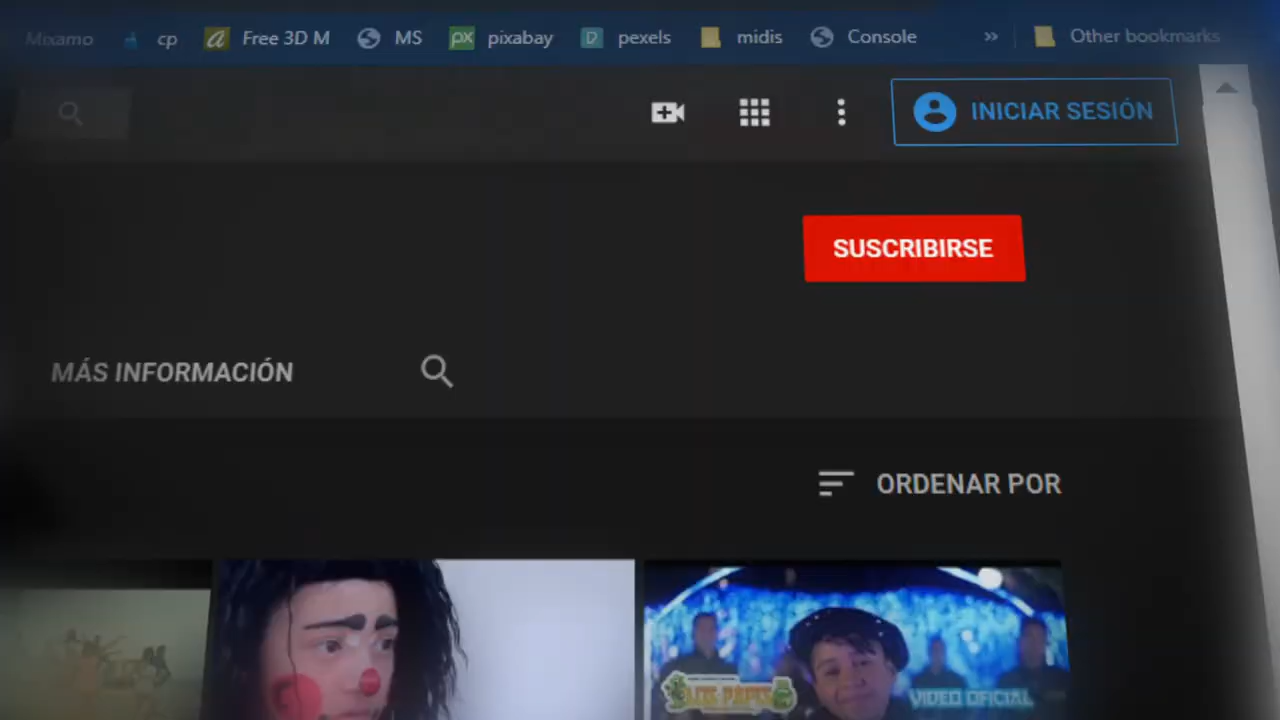 Mixamo cp Free 3D M MS pixabay pexels midis Console » Other bookmarks
INICIAR SESIÓN
SUSCRIBIRSE
MÁS INFORMACIÓN
ORDENAR POR
VIDEO OFICIAL